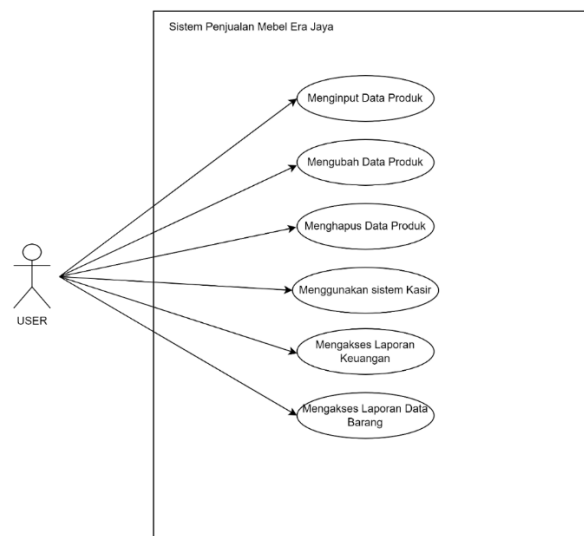 Sistem Penjualan Mebel Era Jaya
Menginput Data Produk
Mengubah Data Produk
Menghapus Data Produk
USER
Menggunakan sistem Kasir
Mengakses Laporan
Keuangan
Mengakses Laporan Data
Barang